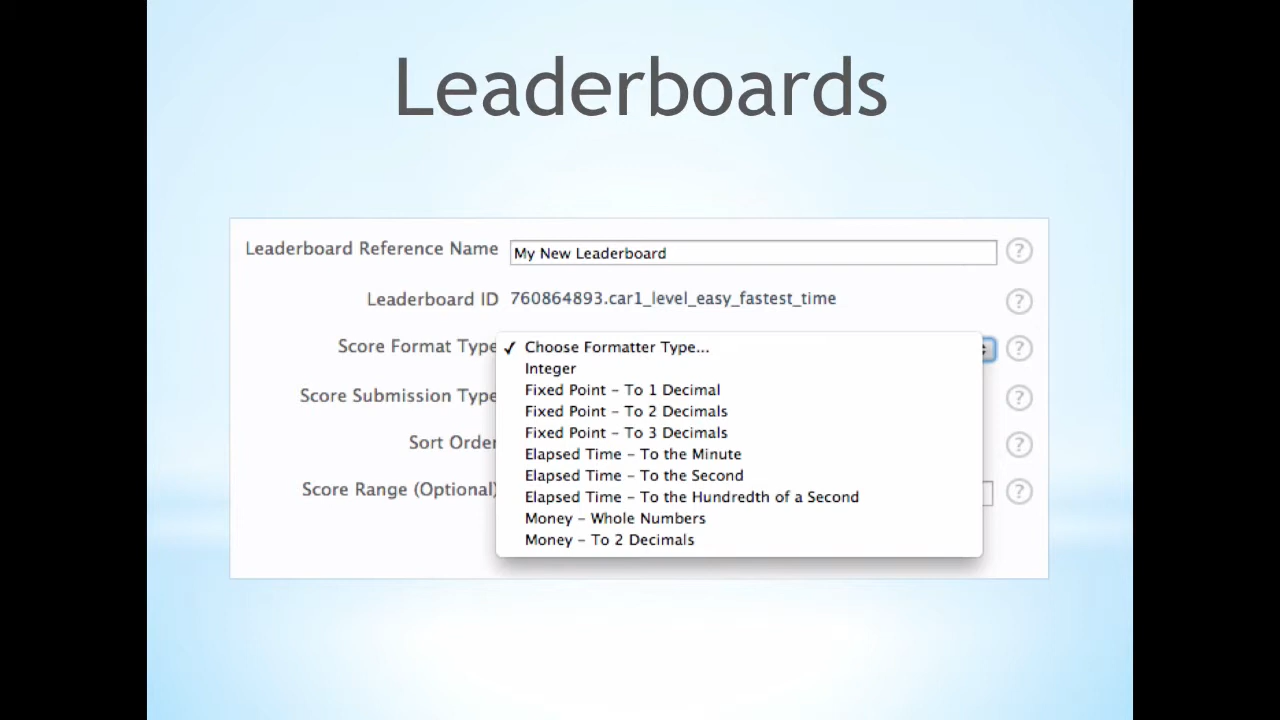 Leaderboards
Leaderboard Reference Name My New Leaderboard ?
Leaderboard ID 760864893.car1_level_easy_fastest_time ?
Score Format Type ✓ Choose Formatter Type... ?
Integer
Fixed Point – To 1 Decimal
Score Submission Type ?
Fixed Point – To 2 Decimals
Fixed Point – To 3 Decimals
Sort Order ?
Elapsed Time – To the Minute
Elapsed Time – To the Second
Score Range (Optional) ?
Elapsed Time – To the Hundredth of a Second
Money – Whole Numbers
Money – To 2 Decimals